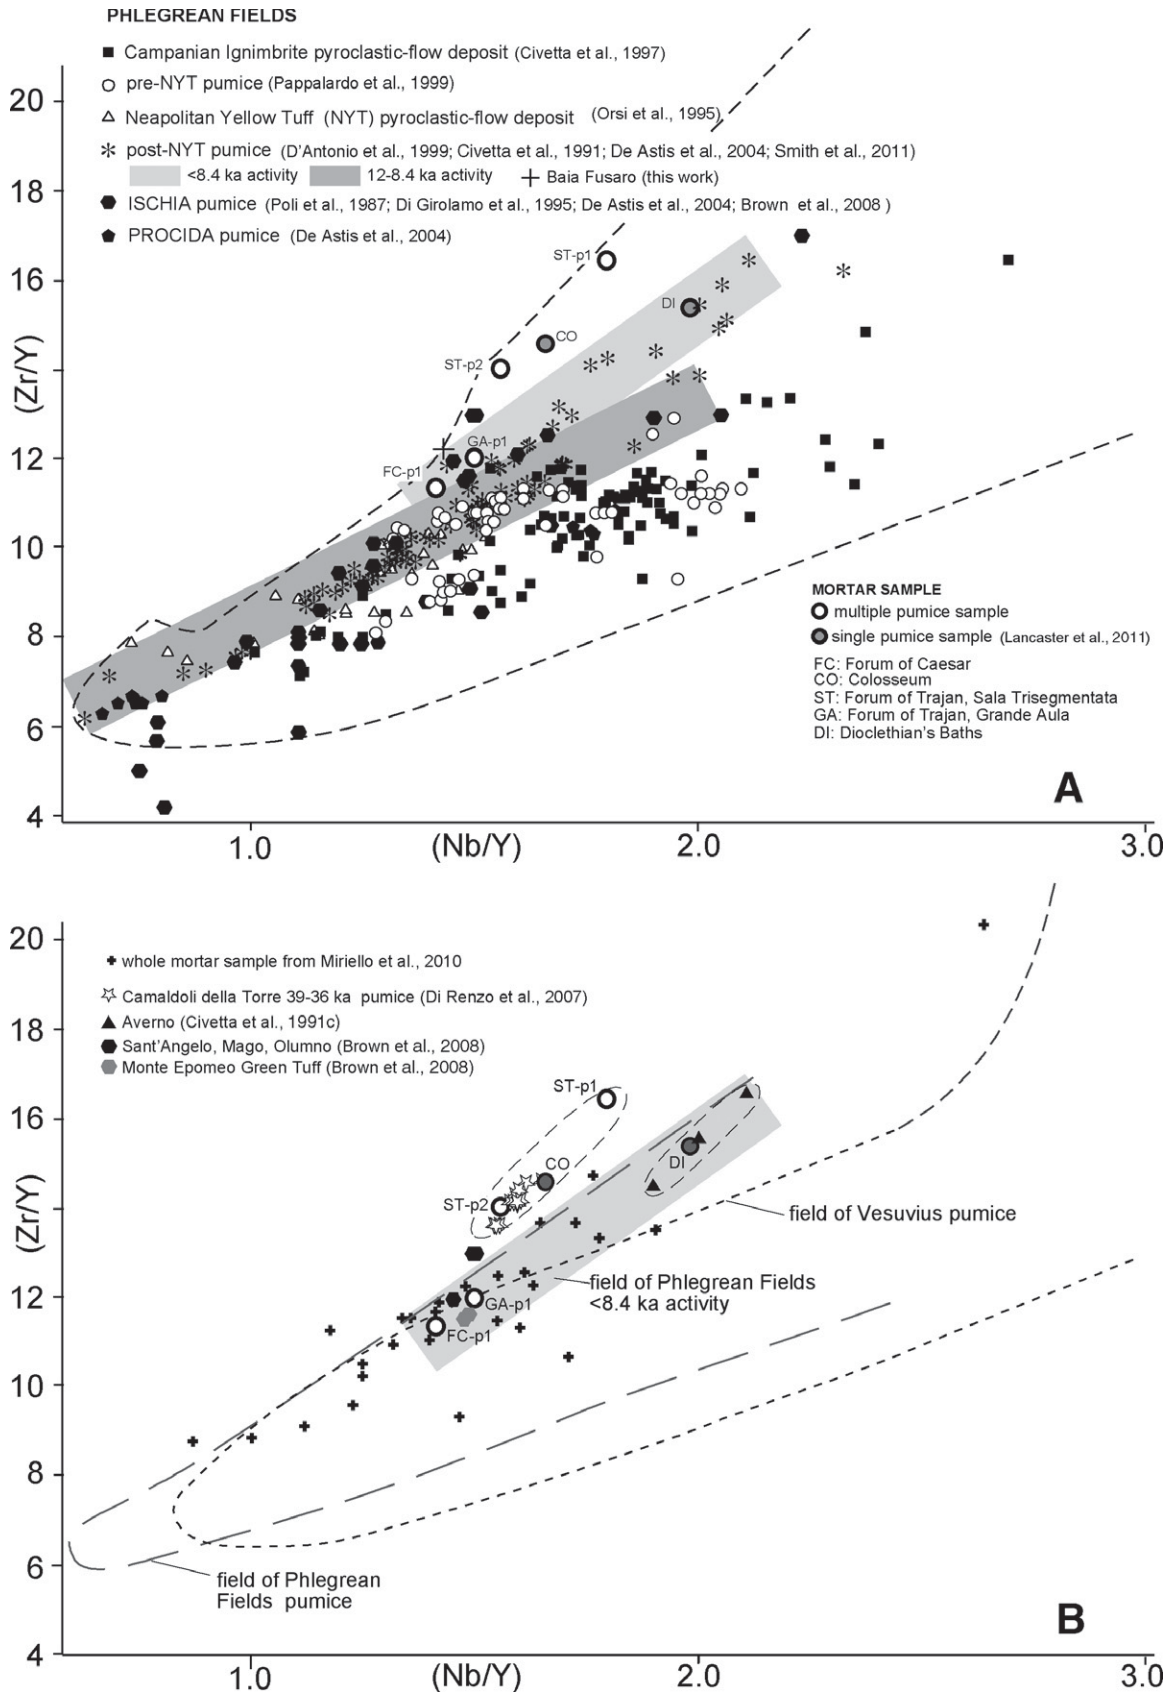 PHLEGREAN FIELDS
Campanian Ignimbrite pyroclastic-flow deposit (Civetta et al., 1997)
pre-NYT pumice (Pappalardo et al., 1999)
Neapolitan Yellow Tuff (NYT) pyroclastic-flow deposit (Orsi et al., 1995)
post-NYT pumice (D'Antonio et al., 1999; Civetta et al., 1991; De Astis et al., 2004; Smith et al., 2011)
<8.4 ka activity 12-8.4 ka activity Baia Fusaro (this work)
ISCHIA pumice (Poli et al., 1987; Di Girolamo et al., 1995; De Astis et al., 2004; Brown et al., 2008 )
PROCIDA pumice (De Astis et al., 2004)
20
18
16
12
10
8
6
4
(Zr/Y)
ST-p1
DI
CO
ST-p2
GA-p1
FC-p1
MORTAR SAMPLE
multiple pumice sample
single pumice sample (Lancaster et al., 2011)
FC: Forum of Caesar
CO: Colosseum
ST: Forum of Trajan, Sala Trisegmentata
GA: Forum of Trajan, Grande Aula
DI: Dioclethian's Baths
A
1.0 (Nb/Y) 2.0 3.0
20
18
16
12
10
8
6
4
(Zr/Y)
whole mortar sample from Miriello et al., 2010
Camaldoli della Torre 39-36 ka pumice (Di Renzo et al., 2007)
Averno (Civetta et al., 1991c)
Sant'Angelo, Mago, Olumno (Brown et al., 2008)
Monte Epomeo Green Tuff (Brown et al., 2008)
ST-p1
CO
DI
ST-p2
field of Vesuvius pumice
field of Phlegrean Fields
<8.4 ka activity
GA-p1
FC-p1
field of Phlegrean
Fields pumice
B
1.0 (Nb/Y) 2.0 3.0